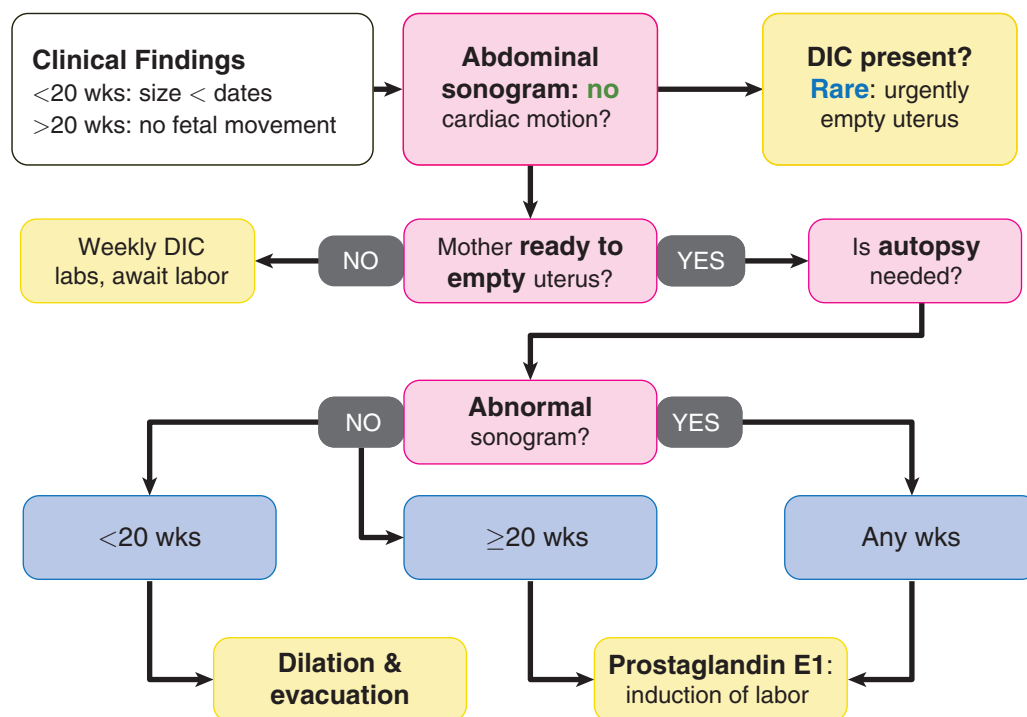 Clinical Findings
<20 wks: size < dates
>20 wks: no fetal movement
Abdominal
sonogram: no
cardiac motion?
DIC present?
Rare: urgently
empty uterus
Weekly DIC
labs, await labor
NO
Mother ready to
empty uterus?
YES
Is autopsy
needed?
NO
Abnormal
sonogram?
YES
<20 wks
≥20 wks
Any wks
Dilation &
evacuation
Prostaglandin E1:
induction of labor